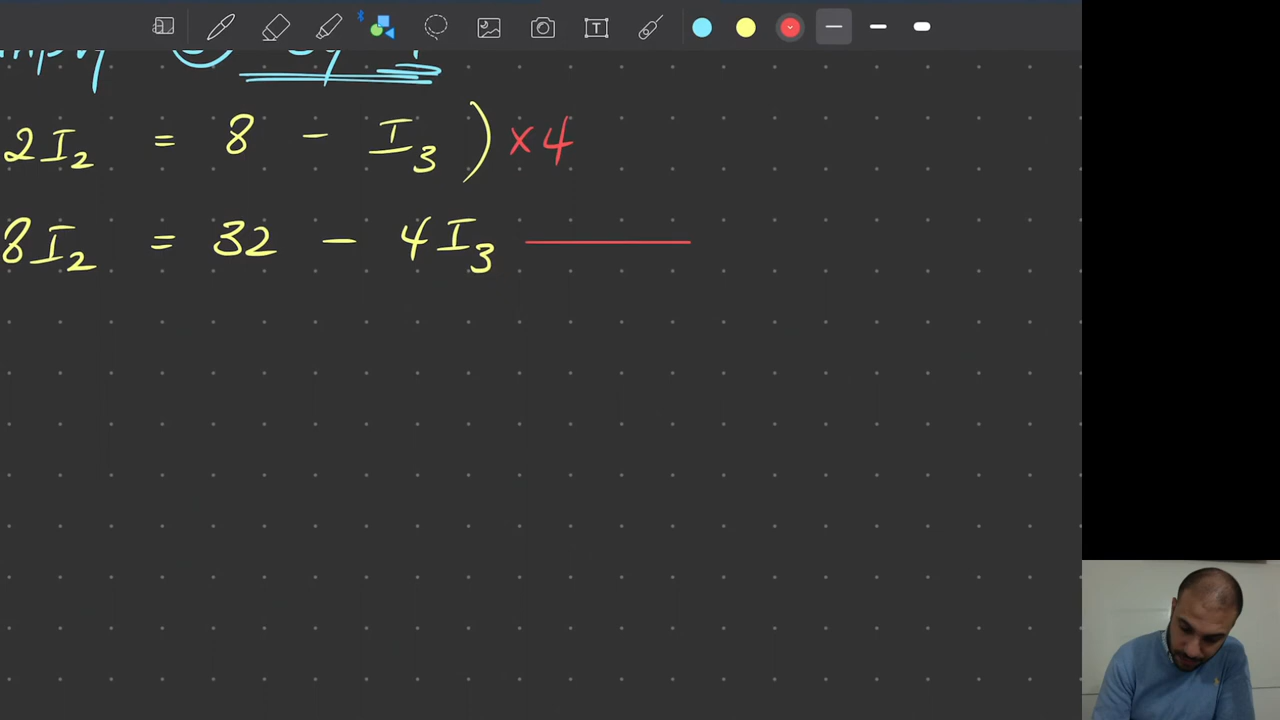 2I₂ = 8 - I₃ ) ×4
8I₂ = 32 - 4I₃